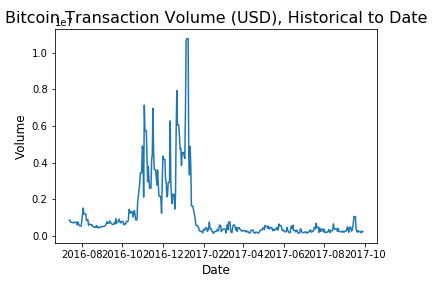 Bitcoin Transaction Volume (USD), Historical to Date
1e7
1.0
0.8
0.6
0.4
0.2
0.0
Volume
2016-08 2016-10 2016-12 2017-02 2017-04 2017-06 2017-08 2017-10
Date